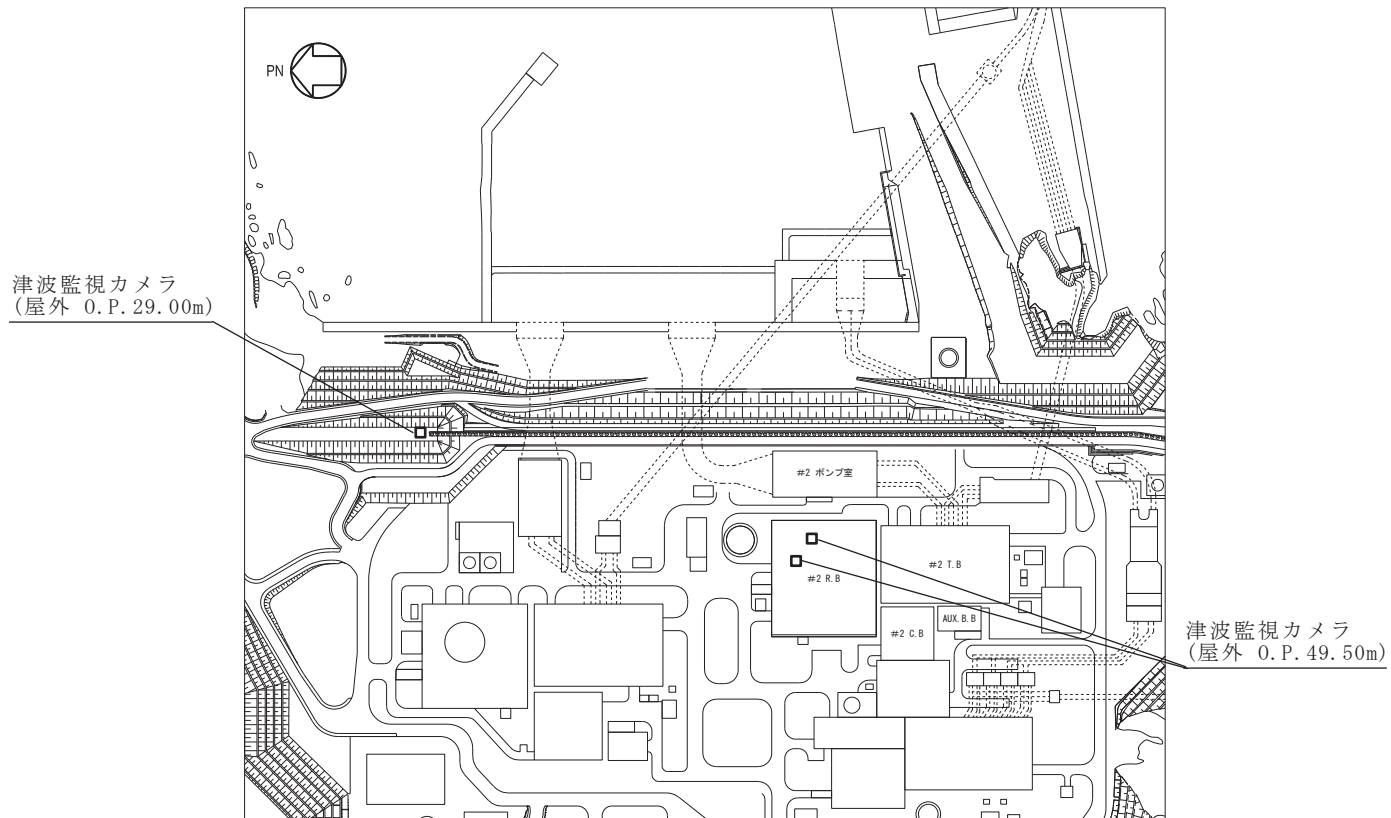 PN
津波監視カメラ
(屋外 O.P.29.00m)
#2 ポンプ室
#2 T.B
#2 R.B
AUX.B.B
#2 C.B
津波監視カメラ
(屋外 O.P.49.50m)